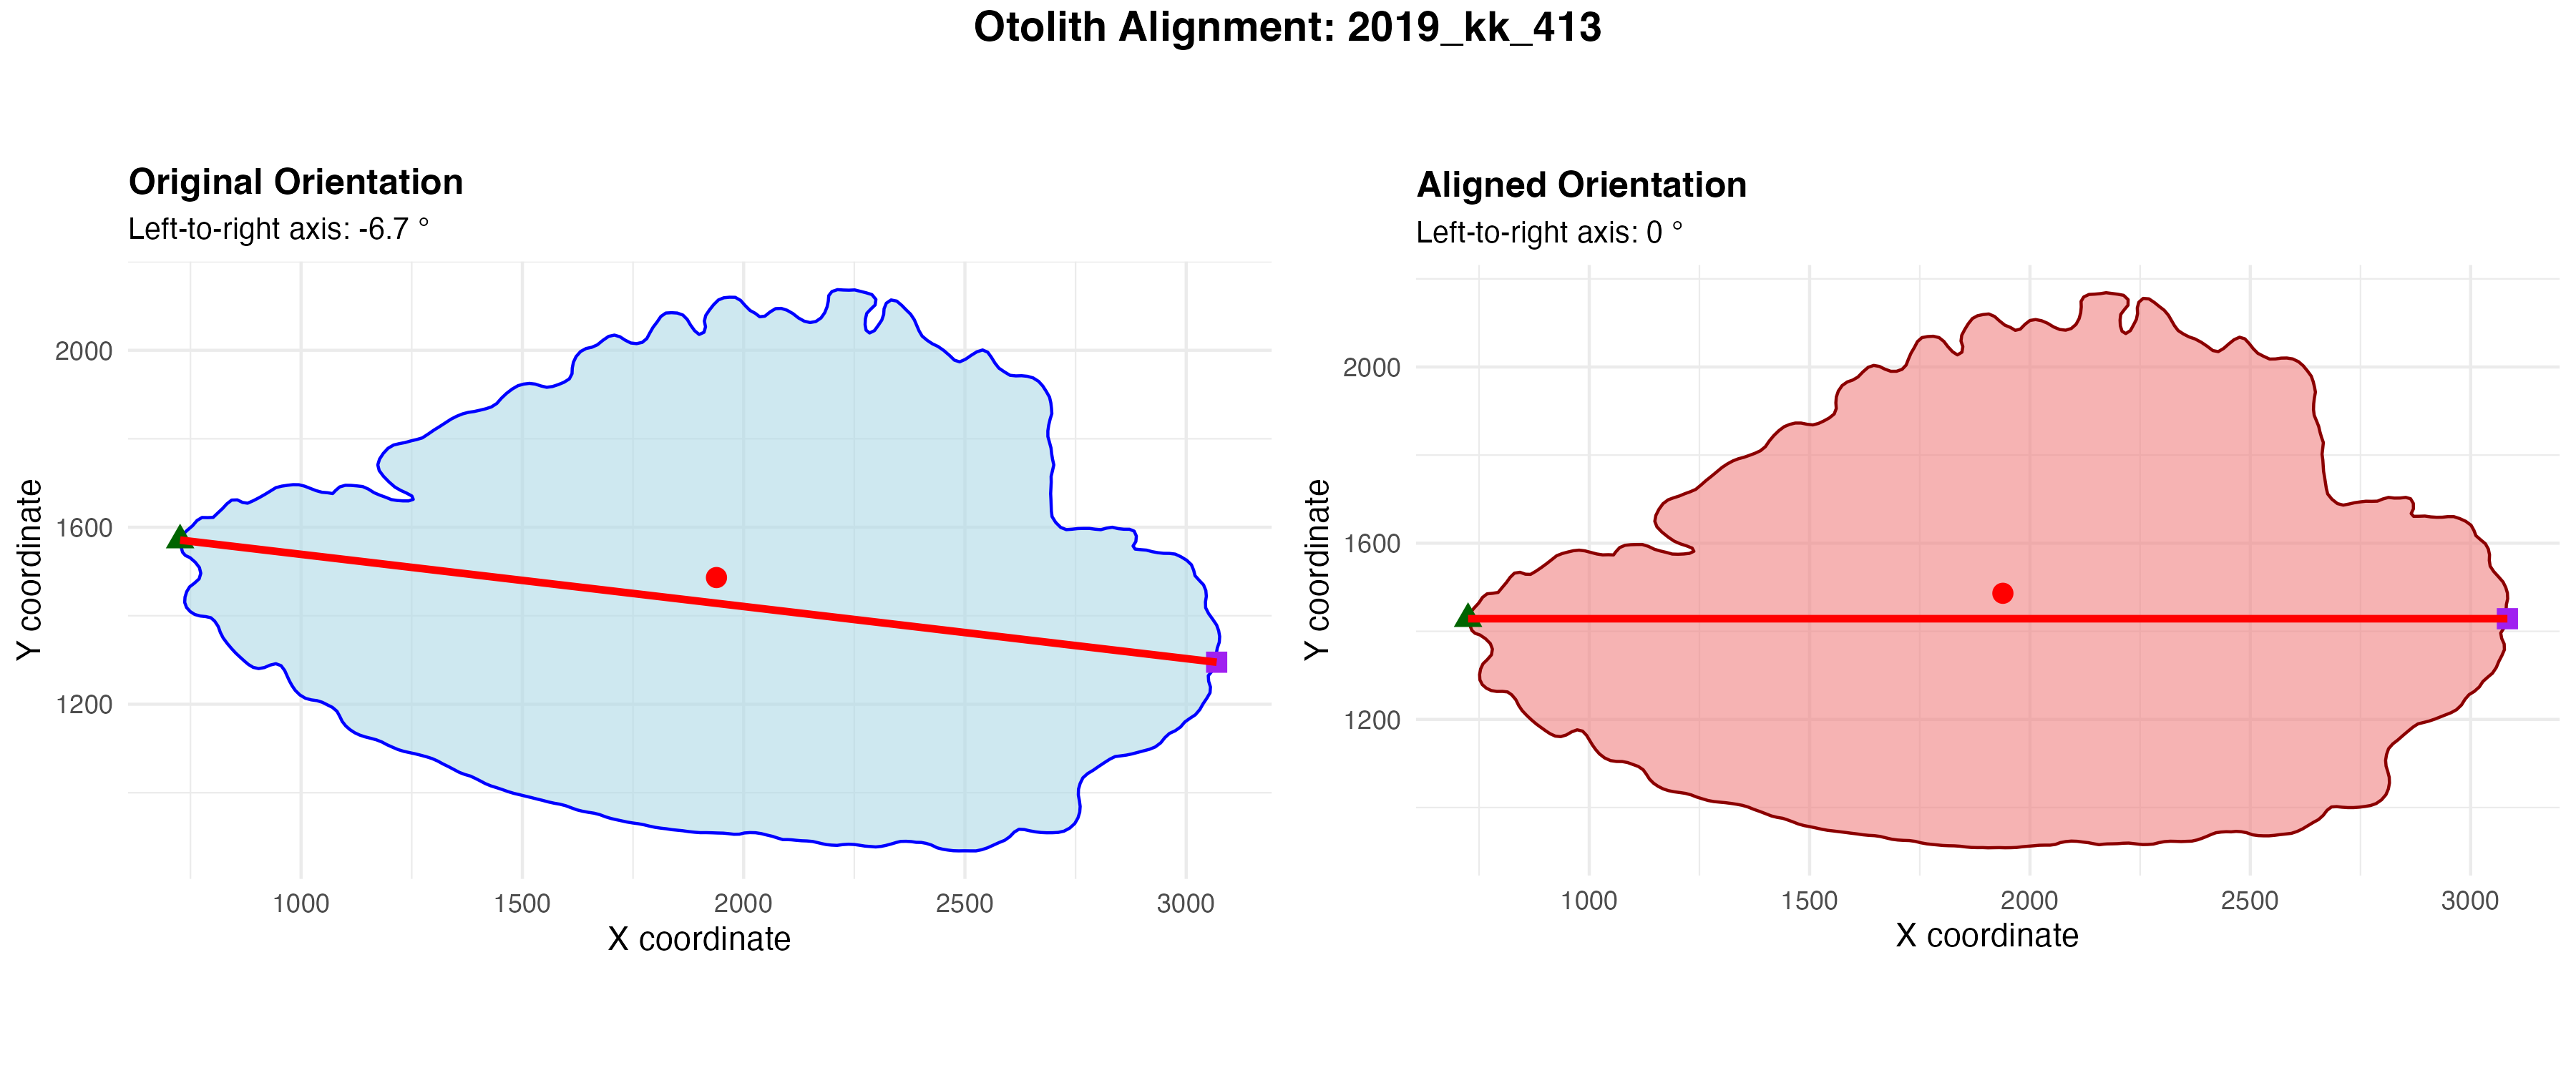 Otolith Alignment: 2019_kk_413
Original Orientation
Left-to-right axis: -6.7 °
Y coordinate
2000
1600
1200
1000
1500
2000
2500
3000
X coordinate
Aligned Orientation
Left-to-right axis: 0 °
Y coordinate
2000
1600
1200
1000
1500
2000
2500
3000
X coordinate